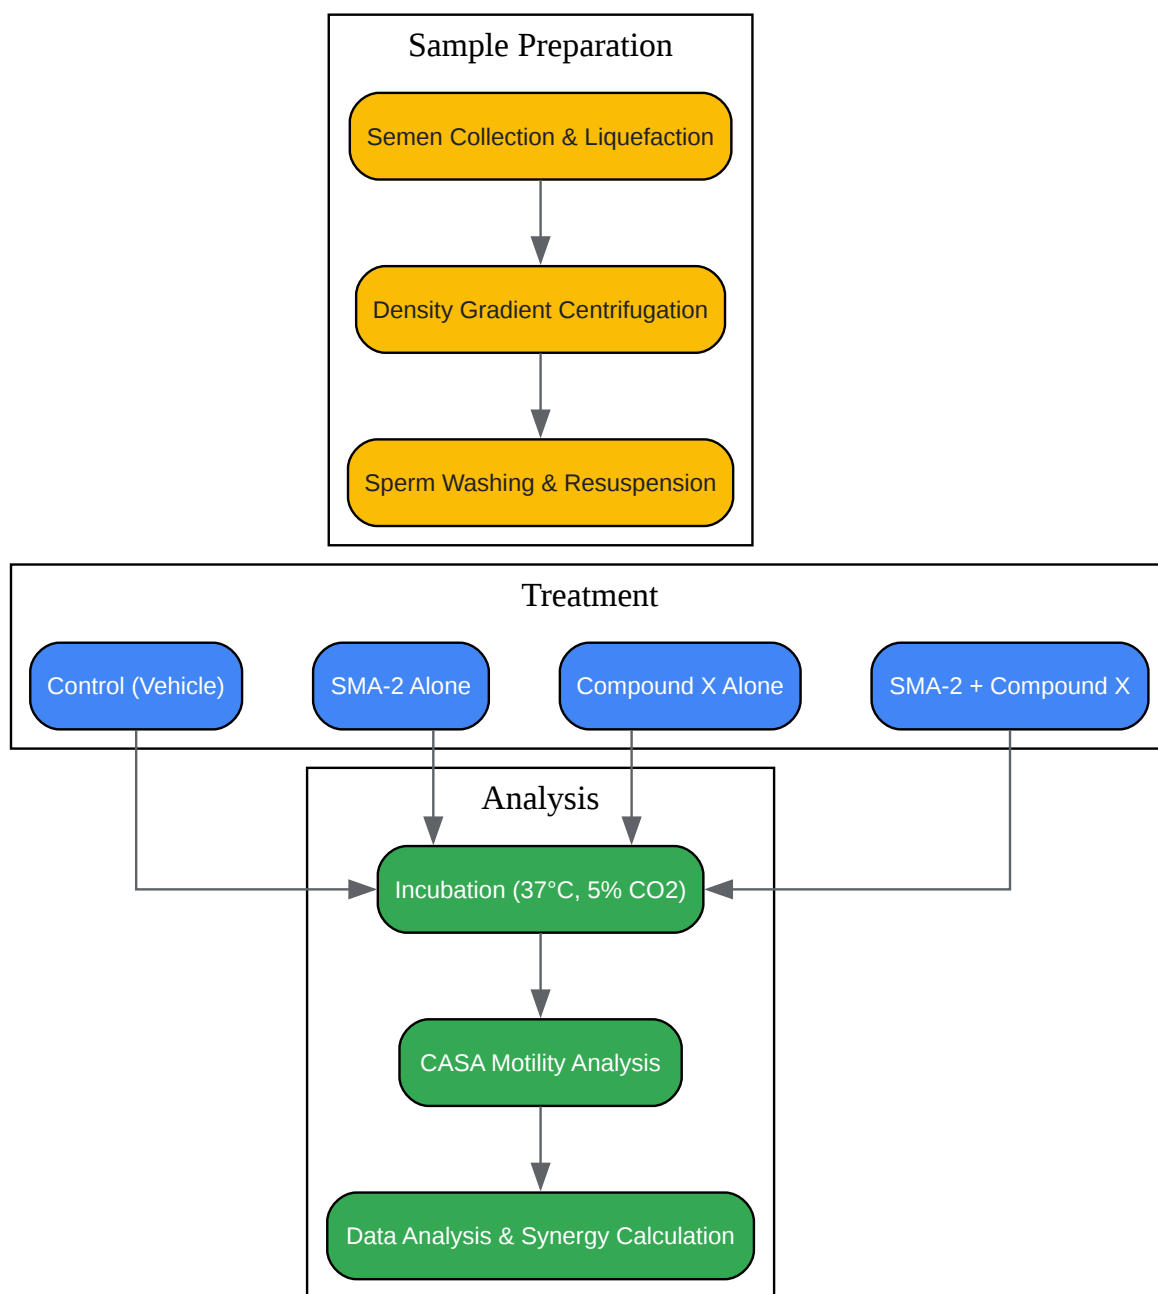 Sample Preparation
Semen Collection & Liquefaction
Density Gradient Centrifugation
Sperm Washing & Resuspension
Treatment
Control (Vehicle)
SMA-2 Alone
Compound X Alone
SMA-2 + Compound X
Analysis
Incubation (37°C, 5% CO2)
CASA Motility Analysis
Data Analysis & Synergy Calculation